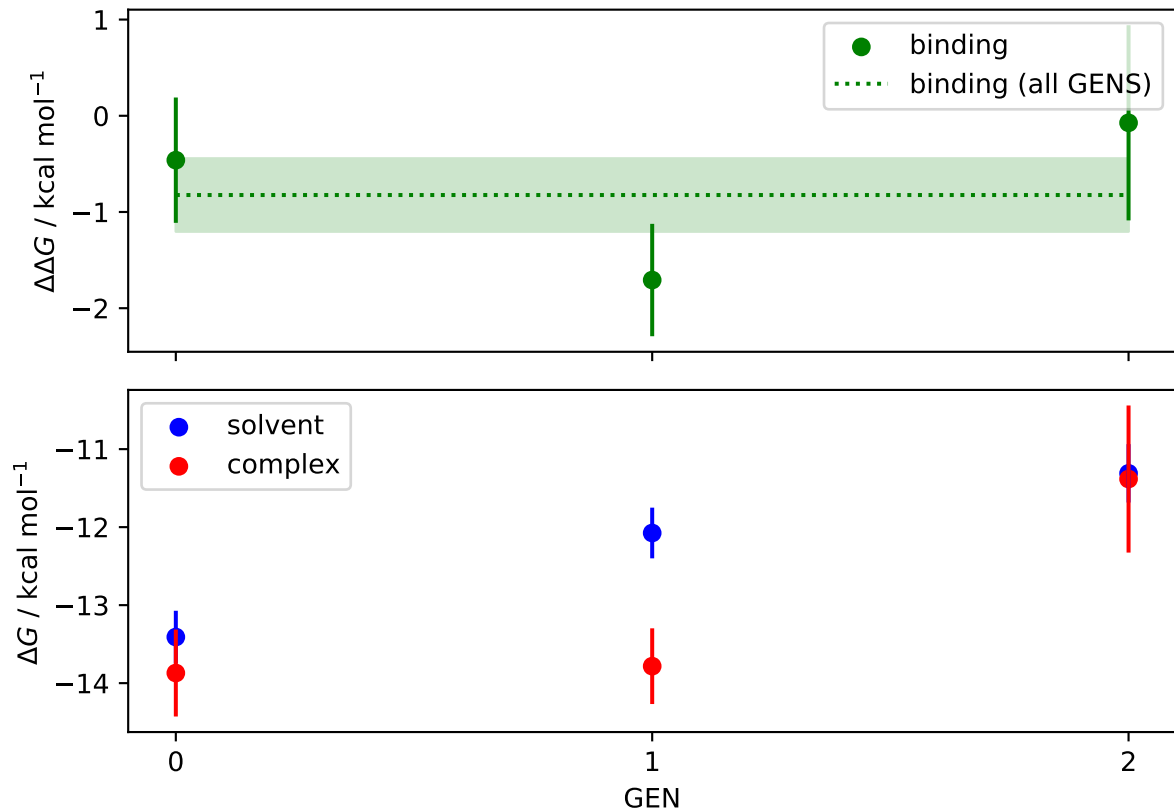 1
0
−1
−2
ΔΔG / kcal mol⁻¹
binding
binding (all GENS)
−11
−12
−13
−14
ΔG / kcal mol⁻¹
solvent
complex
0 1 2
GEN